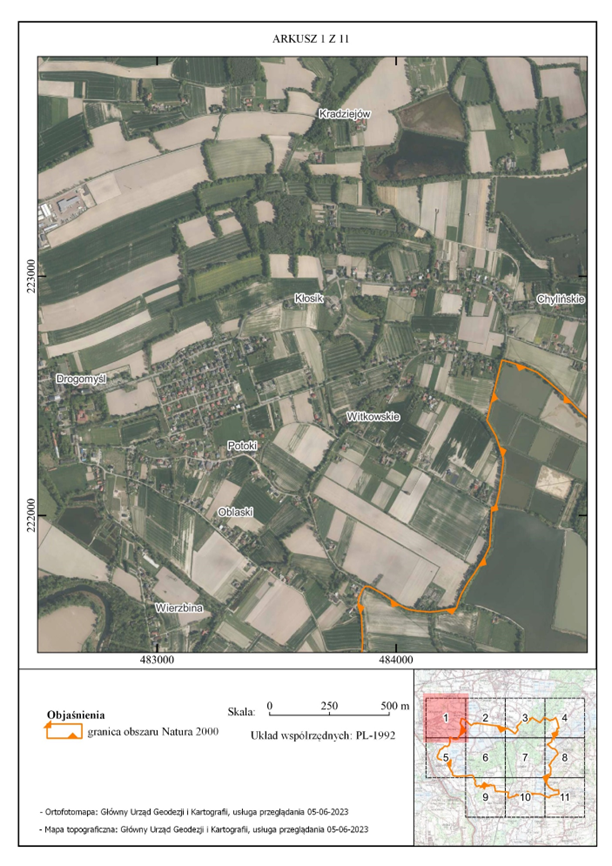 ARKUSZ 1 Z 11
Kradziejów
223000
Kłosik
Chylińskie
Drogomyśl
Witkowskie
Potoki
222000
Obłaski
Wierzbina
483000
484000
Objaśnienia
granica obszaru Natura 2000
Skala:
0
250
500 m
Układ współrzędnych: PL-1992
1
2
3
4
5
6
7
8
9
10
11
- Ortofotomapa: Główny Urząd Geodezji i Kartografii, usługa przeglądania 05-06-2023
- Mapa topograficzna: Główny Urząd Geodezji i Kartografii, usługa przeglądania 05-06-2023